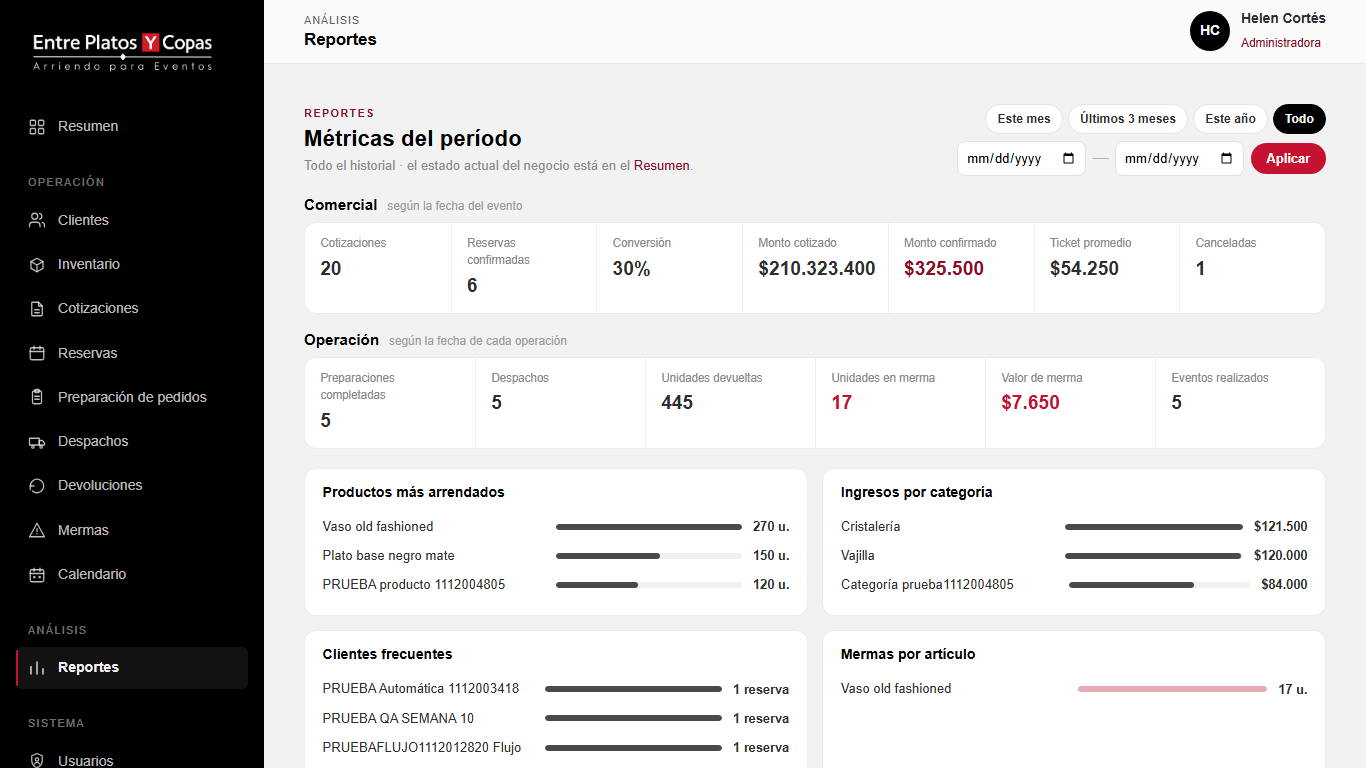 Entre Platos Y Copas
Arriendo para Eventos
Resumen
OPERACIÓN
Clientes
Inventario
Cotizaciones
Reservas
Preparación de pedidos
Despachos
Devoluciones
Mermas
Calendario
ANÁLISIS
Reportes
SISTEMA
Usuarios
ANÁLISIS
Reportes
HC
Helen Cortés
Administradora
REPORTES
Métricas del período
Todo el historial · el estado actual del negocio está en el Resumen.
Este mes
Últimos 3 meses
Este año
Todo
mm/dd/yyyy
—
mm/dd/yyyy
Aplicar
Comercial según la fecha del evento
Cotizaciones
20
Reservas
confirmadas
6
Conversión
30%
Monto cotizado
$210.323.400
Monto confirmado
$325.500
Ticket promedio
$54.250
Canceladas
1
Operación según la fecha de cada operación
Preparaciones
completadas
5
Despachos
5
Unidades devueltas
445
Unidades en merma
17
Valor de merma
$7.650
Eventos realizados
5
Productos más arrendados
Vaso old fashioned 270 u.
Plato base negro mate 150 u.
PRUEBA producto 1112004805 120 u.
Ingresos por categoría
Cristalería $121.500
Vajilla $120.000
Categoría prueba1112004805 $84.000
Clientes frecuentes
PRUEBA Automática 1112003418 1 reserva
PRUEBA QA SEMANA 10 1 reserva
PRUEBAFLUJO1112012820 Flujo 1 reserva
Mermas por artículo
Vaso old fashioned 17 u.